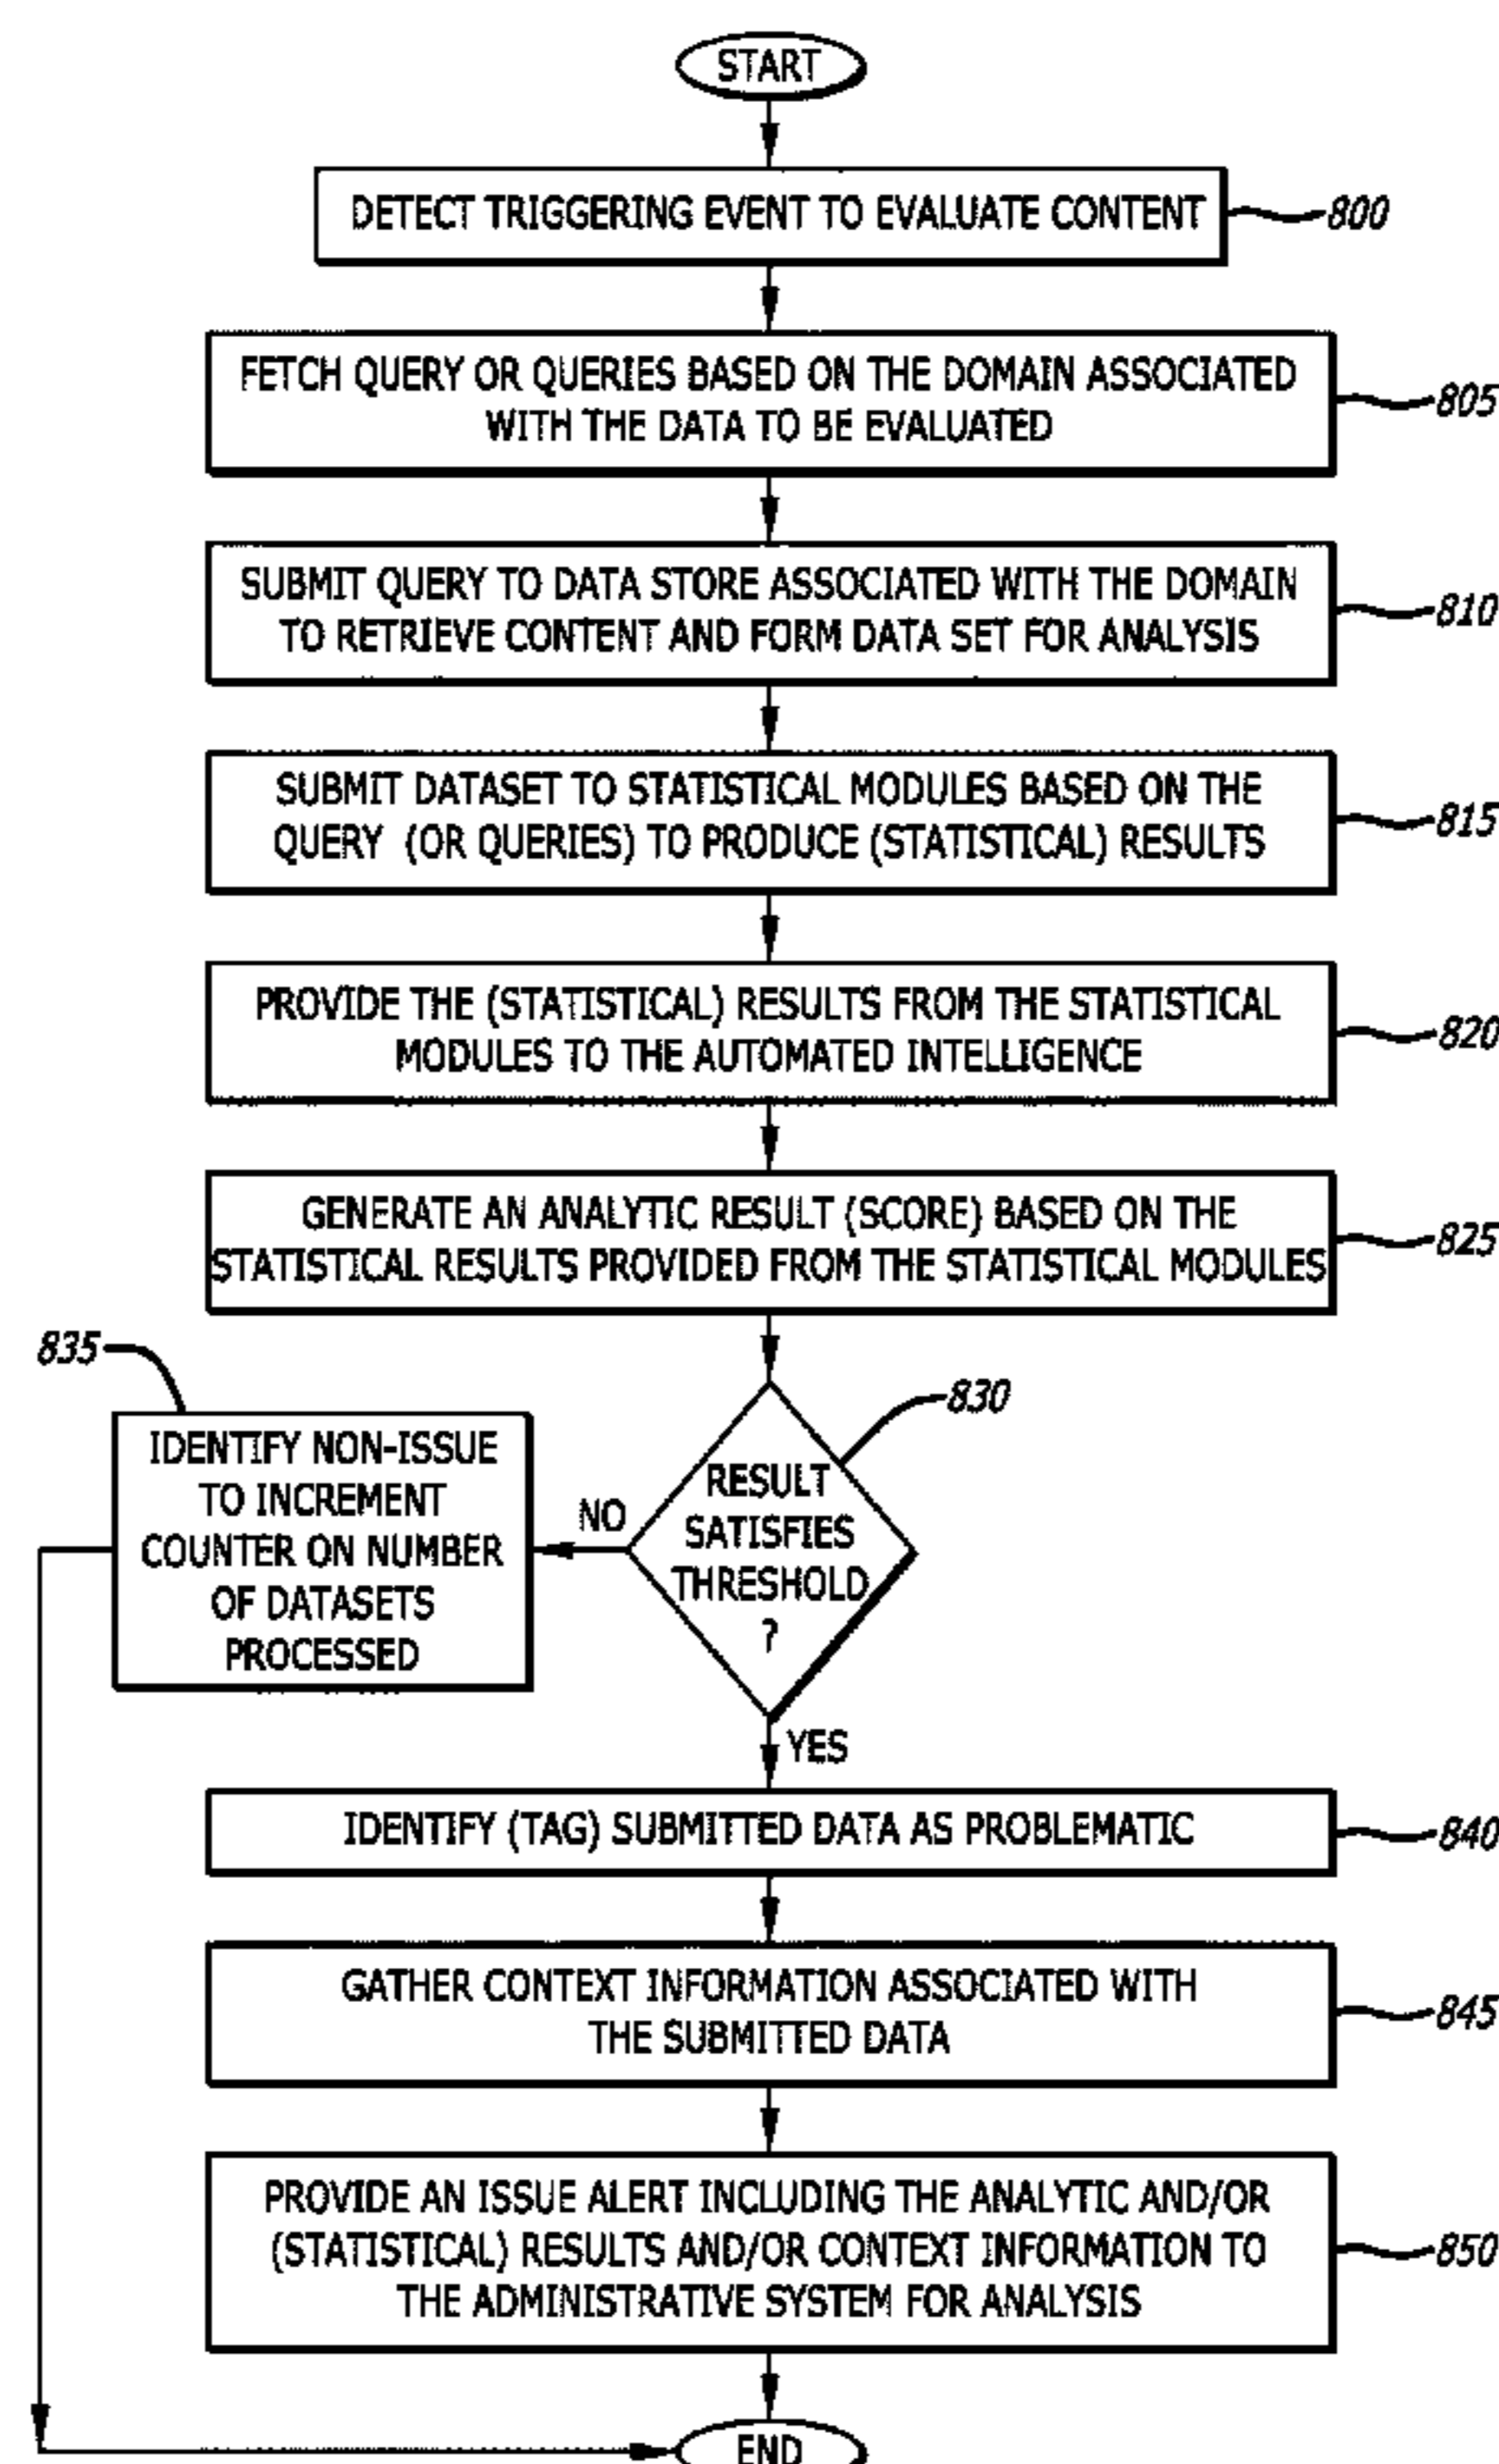 START
DETECT TRIGGERING EVENT TO EVALUATE CONTENT
800
FETCH QUERY OR QUERIES BASED ON THE DOMAIN ASSOCIATED
WITH THE DATA TO BE EVALUATED
805
SUBMIT QUERY TO DATA STORE ASSOCIATED WITH THE DOMAIN
TO RETRIEVE CONTENT AND FORM DATA SET FOR ANALYSIS
810
SUBMIT DATASET TO STATISTICAL MODULES BASED ON THE
QUERY (OR QUERIES) TO PRODUCE (STATISTICAL) RESULTS
815
PROVIDE THE (STATISTICAL) RESULTS FROM THE STATISTICAL
MODULES TO THE AUTOMATED INTELLIGENCE
820
GENERATE AN ANALYTIC RESULT (SCORE) BASED ON THE
STATISTICAL RESULTS PROVIDED FROM THE STATISTICAL MODULES
825
830
RESULT
SATISFIES
THRESHOLD
?
NO
835
IDENTIFY NON-ISSUE
TO INCREMENT
COUNTER ON NUMBER
OF DATASETS
PROCESSED
YES
IDENTIFY (TAG) SUBMITTED DATA AS PROBLEMATIC
840
GATHER CONTEXT INFORMATION ASSOCIATED WITH
THE SUBMITTED DATA
845
PROVIDE AN ISSUE ALERT INCLUDING THE ANALYTIC AND/OR
(STATISTICAL) RESULTS AND/OR CONTEXT INFORMATION TO
THE ADMINISTRATIVE SYSTEM FOR ANALYSIS
850
END